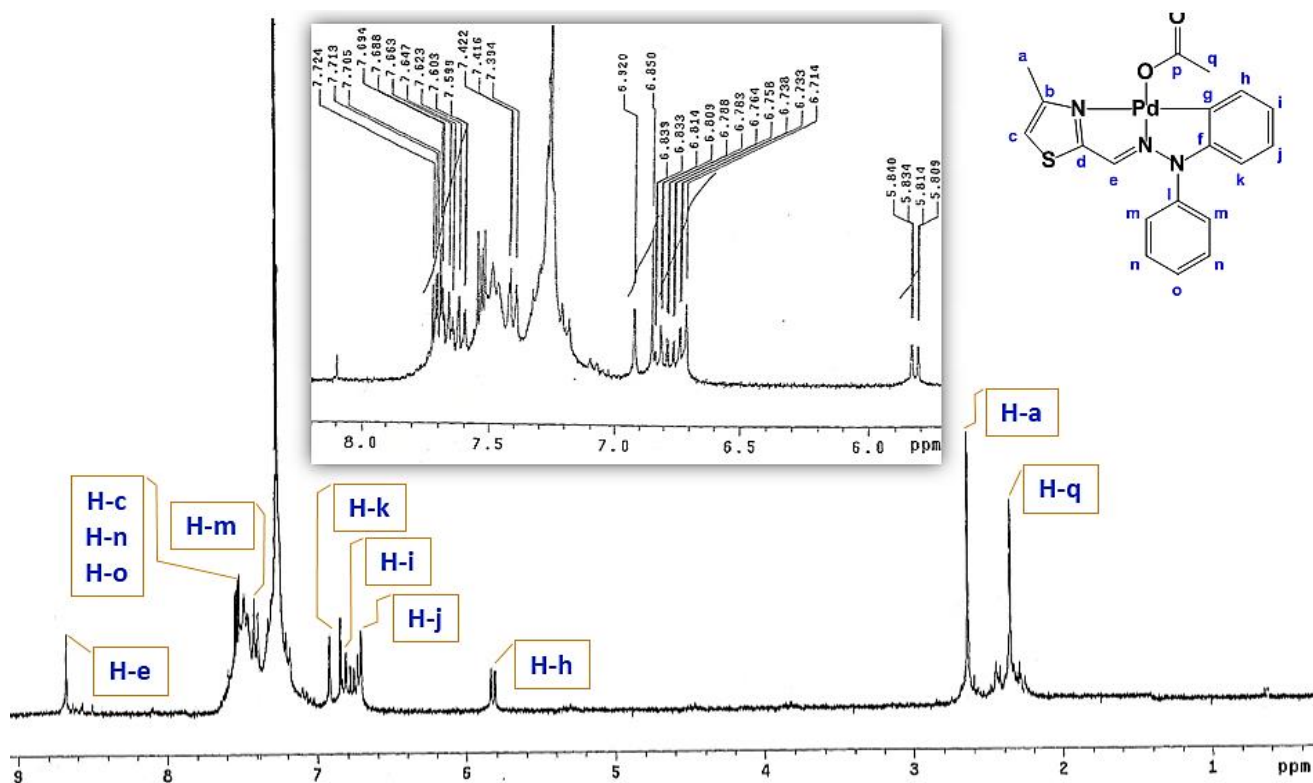 7.724
7.713
7.705
7.694
7.688
7.663
7.647
7.623
7.603
7.599
7.422
7.416
7.394
6.920
6.850
6.839
6.833
6.814
6.809
6.788
6.783
6.764
6.758
6.738
6.733
6.714
5.840
5.834
5.814
5.809
8.0 7.5 7.0 6.5 6.0 ppm
O
a
O
p
q
h
b
N
Pd
g
i
c
S
d
N
f
j
e
N
k
l
m
m
n
n
o
H-a
H-c
H-n
H-o
H-m
H-k
H-q
H-i
H-j
H-e
H-h
9 8 7 6 5 4 3 2 1 ppm